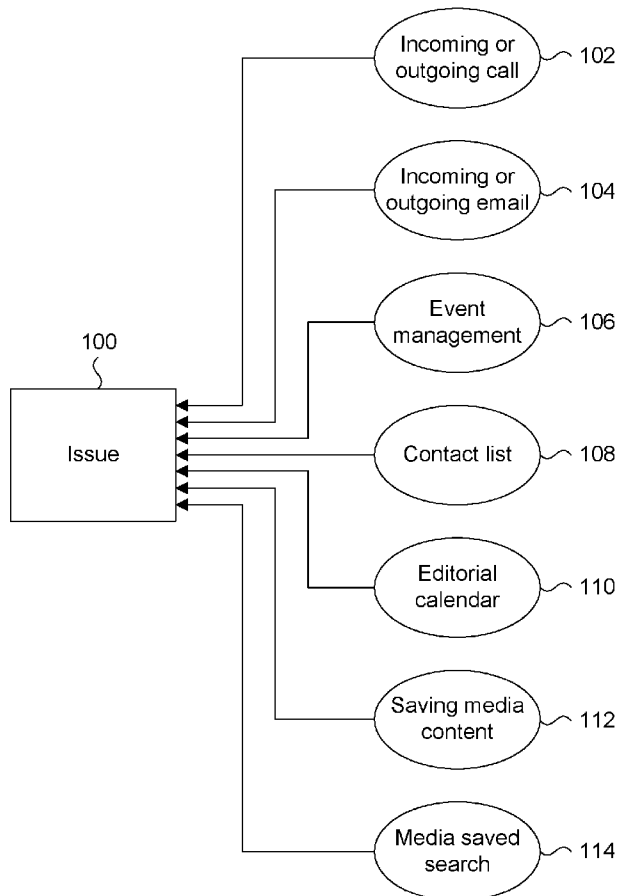 Incoming or
outgoing call
102
Incoming or
outgoing email
104
Event
management
106
100
Issue
Contact list
108
Editorial
calendar
110
Saving media
content
112
Media saved
search
114